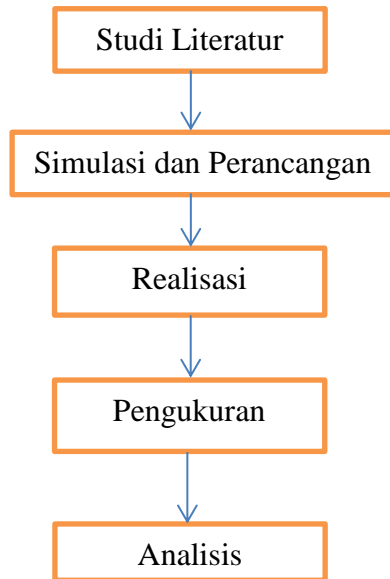 Studi Literatur
Simulasi dan Perancangan
Realisasi
Pengukuran
Analisis